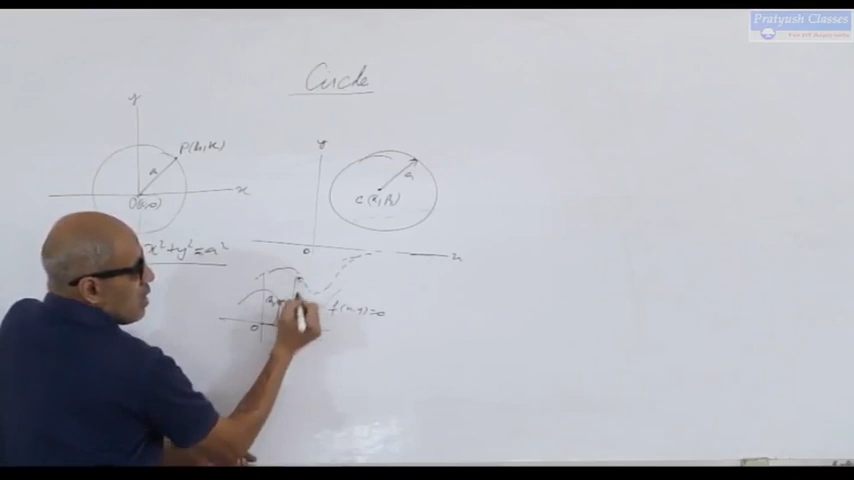 Pratyush Classes
Circle
y
P(h,k)
a
x
O(0,0)
x²+y²=a²
y
a
C(α,β)
O
x
f(x,y)=0
O